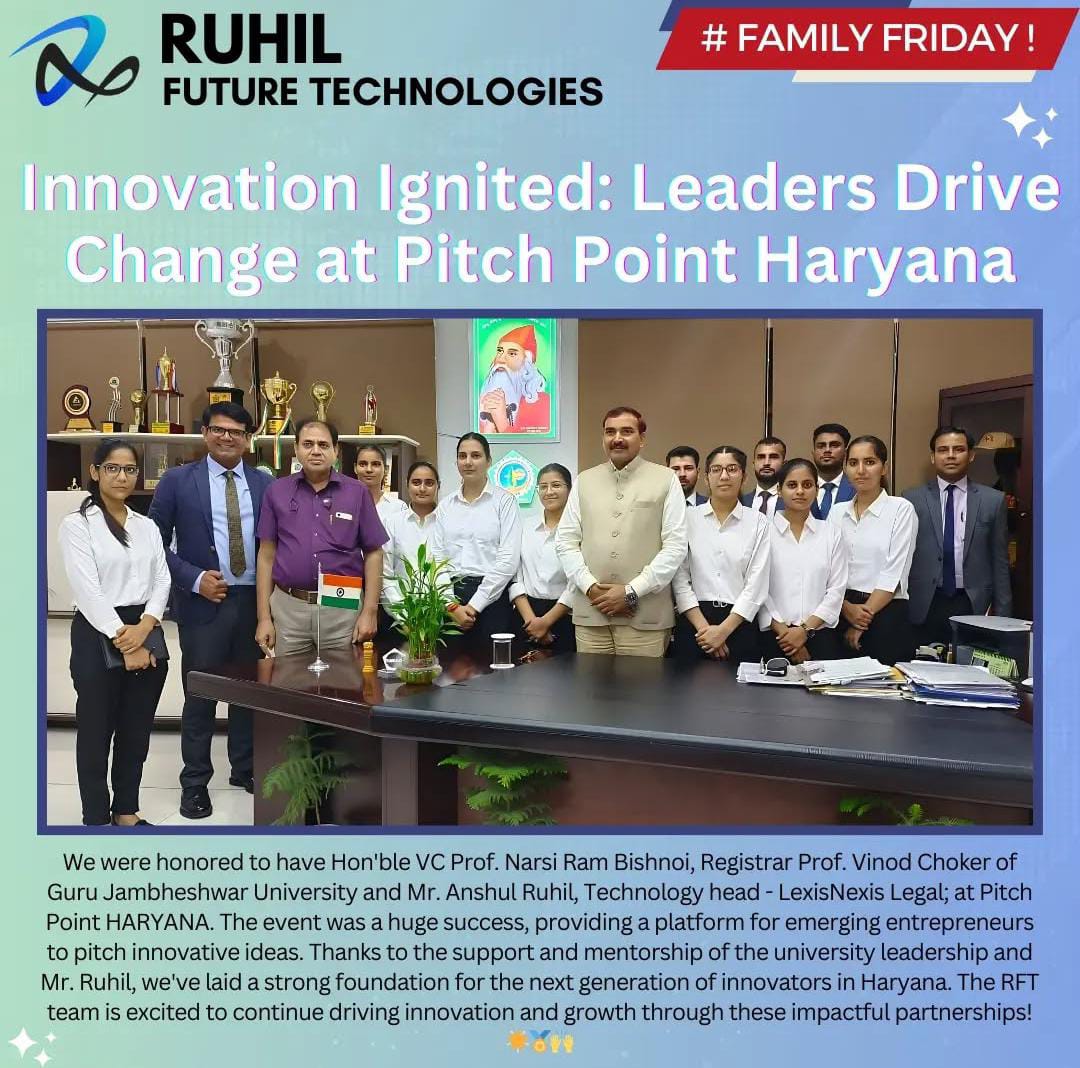 RUHIL
FUTURE TECHNOLOGIES
# FAMILY FRIDAY !
Innovation Ignited: Leaders Drive
Change at Pitch Point Haryana
We were honored to have Hon'ble VC Prof. Narsi Ram Bishnoi, Registrar Prof. Vinod Choker of
Guru Jambheshwar University and Mr. Anshul Ruhil, Technology head - LexisNexis Legal; at Pitch
Point HARYANA. The event was a huge success, providing a platform for emerging entrepreneurs
to pitch innovative ideas. Thanks to the support and mentorship of the university leadership and
Mr. Ruhil, we've laid a strong foundation for the next generation of innovators in Haryana. The RFT
team is excited to continue driving innovation and growth through these impactful partnerships!
☀️🏅🙌